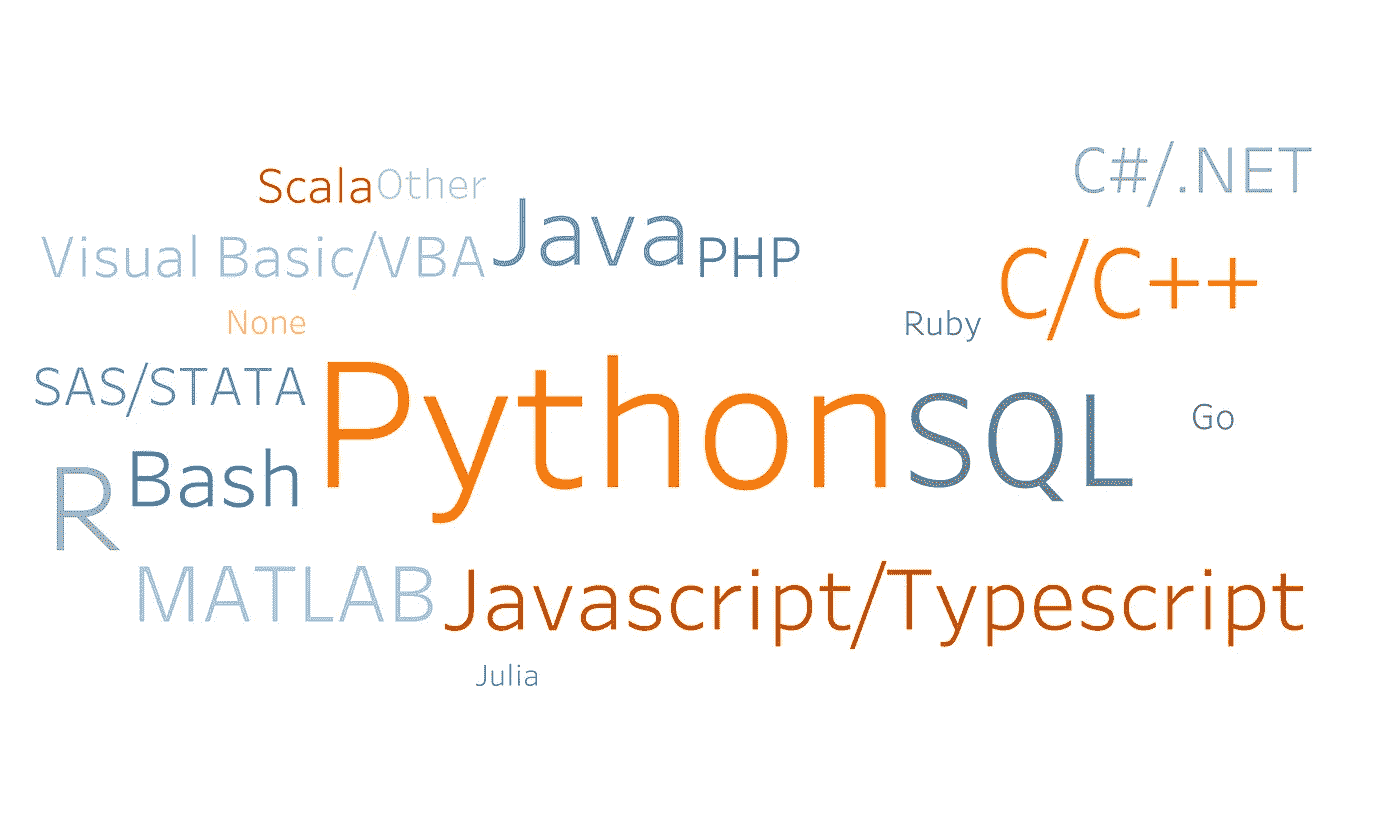 C#/.NET
Scala Other
Java
Visual Basic/VBA
PHP
C/C++
None
Ruby
SAS/STATA
Python
SQL
Go
Bash
R
MATLAB
Javascript/Typescript
Julia